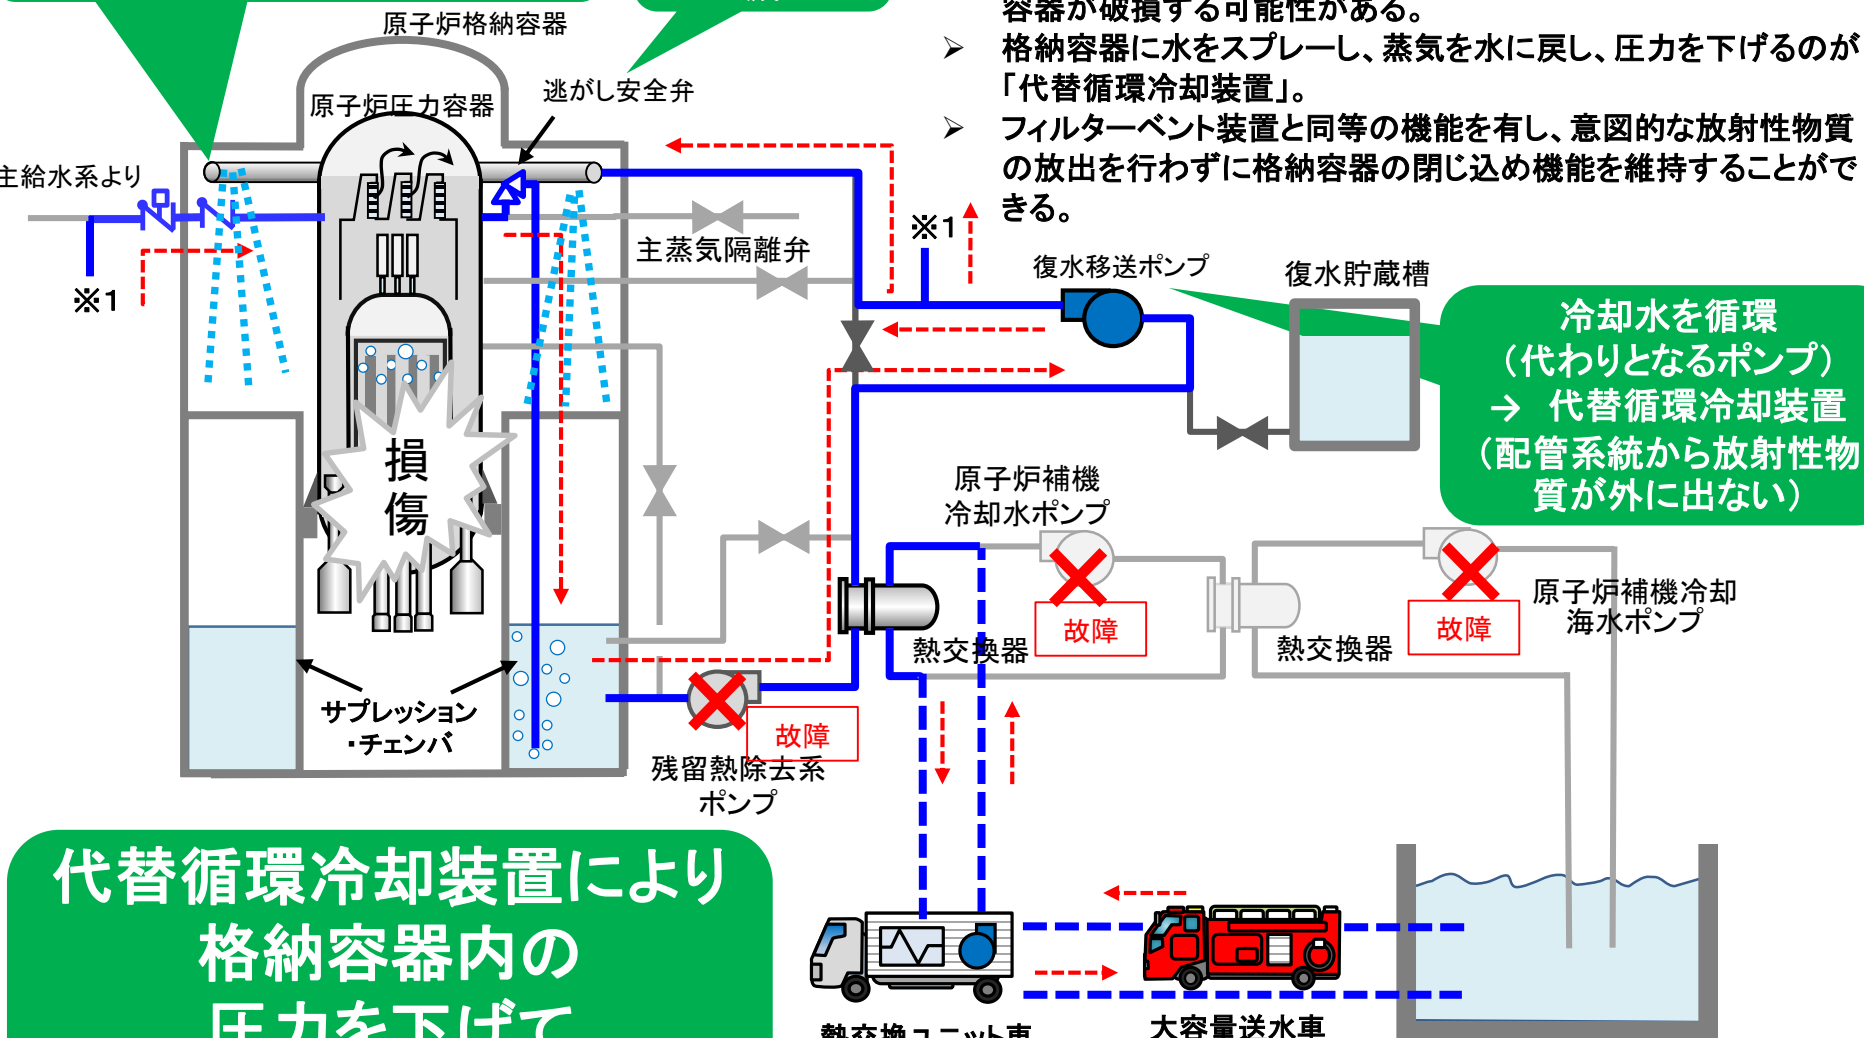 容器が破損する可能性がある。
➢ 格納容器に水をスプレーし、蒸気を水に戻し、圧力を下げるのが
「代替循環冷却装置」。
➢ フィルターベント装置と同等の機能を有し、意図的な放射性物質
の放出を行わずに格納容器の閉じ込め機能を維持することがで
きる。
原子炉格納容器
原子炉圧力容器
逃がし安全弁
主給水系より
※1
主蒸気隔離弁
※1
復水移送ポンプ
復水貯蔵槽
冷却水を循環
(代わりとなるポンプ)
→ 代替循環冷却装置
(配管系統から放射性物
質が外に出ない)
損
傷
原子炉補機
冷却水ポンプ
故障
熱交換器
熱交換器
故障
原子炉補機冷却
海水ポンプ
サプレッション
・チェンバ
故障
残留熱除去系
ポンプ
代替循環冷却装置により
格納容器内の
圧力を下げて
熱交換ユニット車
大容量送水車